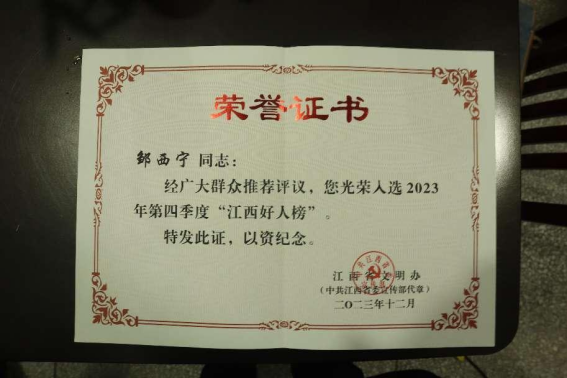 荣誉证书
邹西宁 同志：
经广大群众推荐评议，您光荣入选2023
年第四季度“江西好人榜”。
特发此证，以资纪念。
江西省文明办
（中共江西省委宣传部代章）
二〇二三年十二月